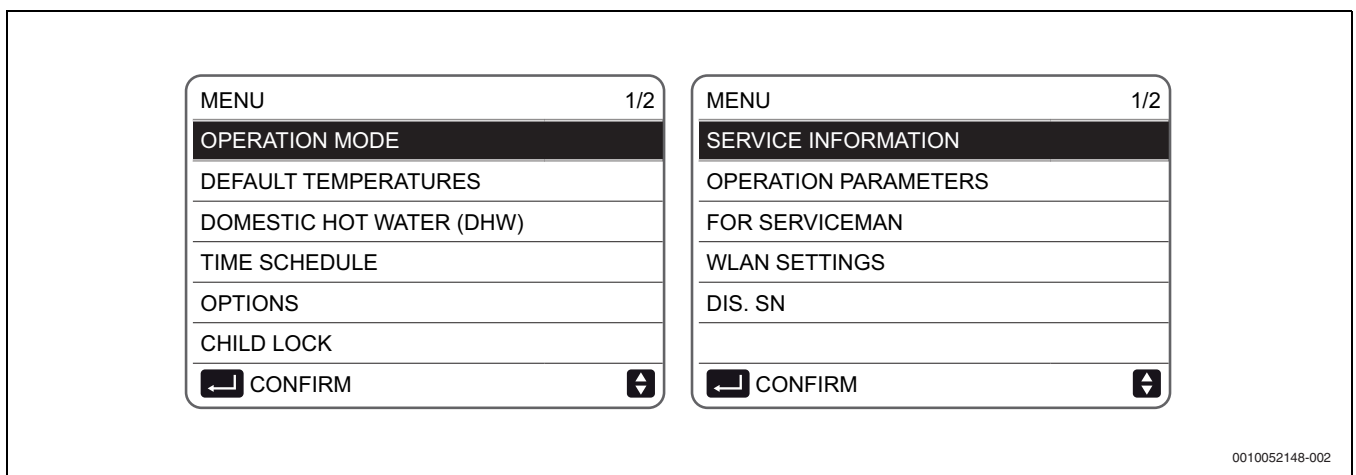 MENU 1/2
OPERATION MODE
DEFAULT TEMPERATURES
DOMESTIC HOT WATER (DHW)
TIME SCHEDULE
OPTIONS
CHILD LOCK
CONFIRM
MENU 1/2
SERVICE INFORMATION
OPERATION PARAMETERS
FOR SERVICEMAN
WLAN SETTINGS
DIS. SN
CONFIRM
0010052148-002